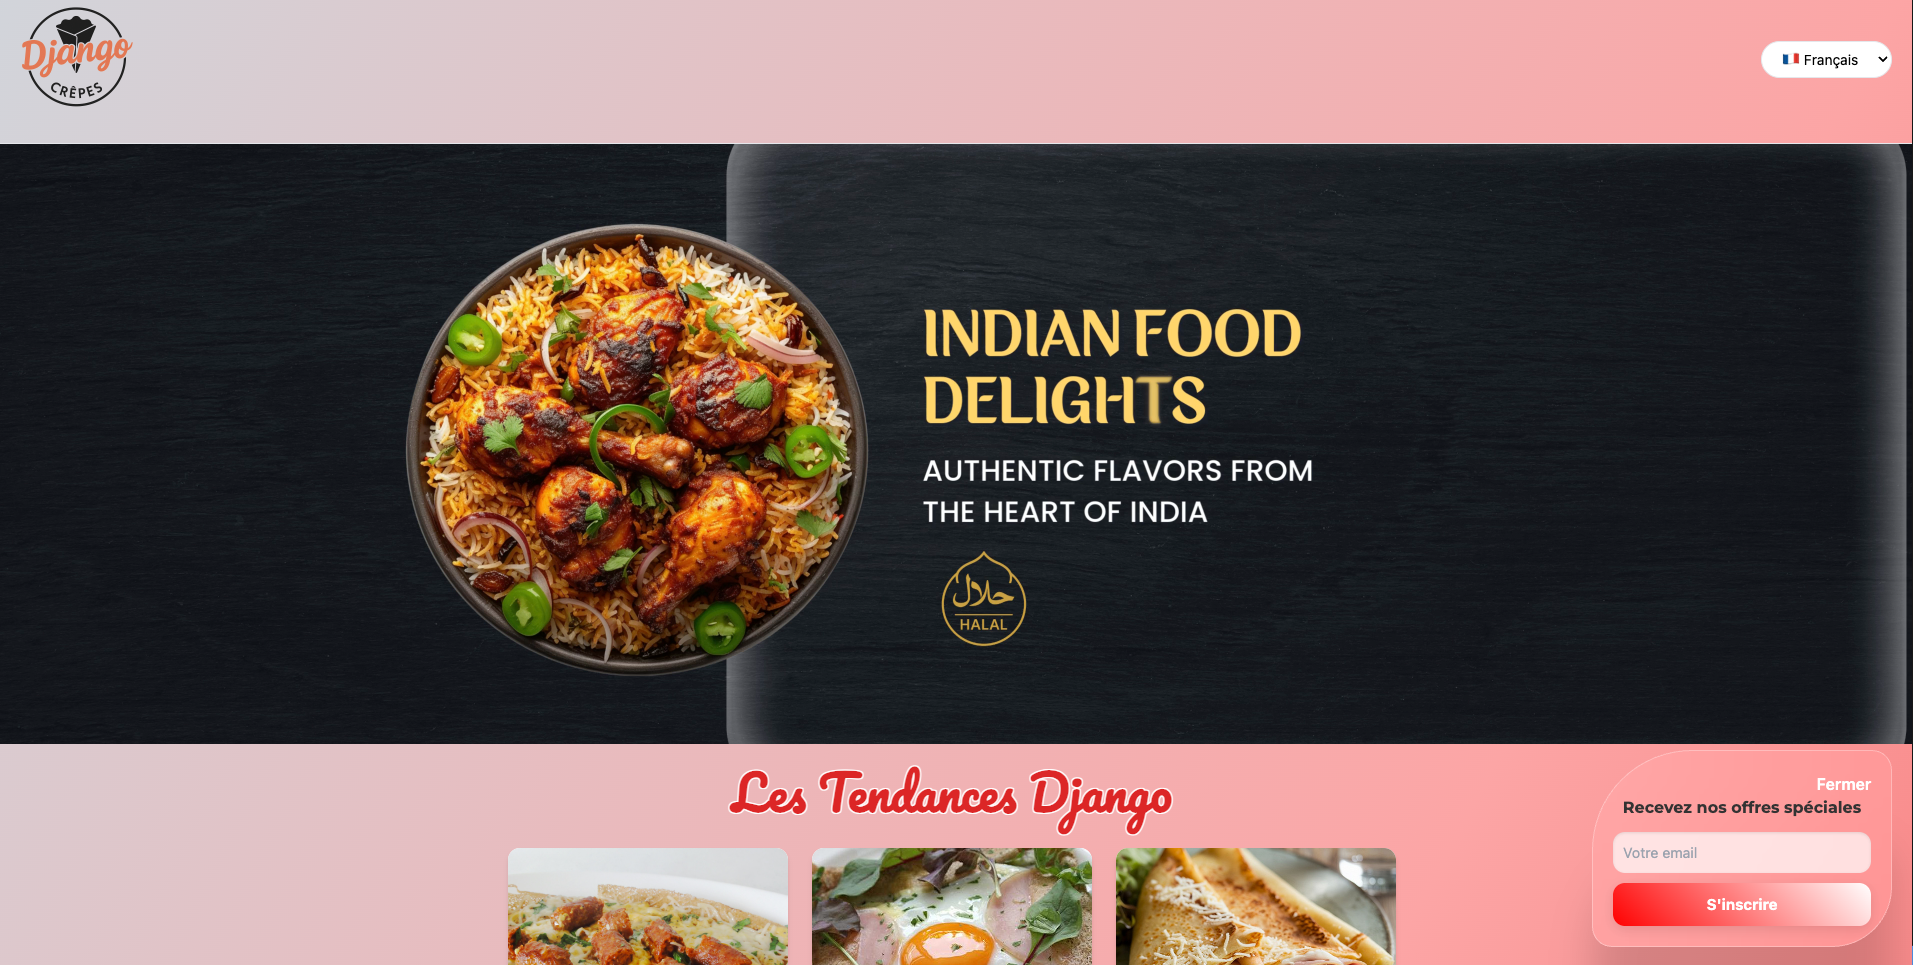 Django
CRÊPES
🇫🇷 Français
INDIAN FOOD
DELIGHTS
AUTHENTIC FLAVORS FROM
THE HEART OF INDIA
حلال
HALAL
Les Tendances Django
Fermer
Recevez nos offres spéciales
Votre email
S'inscrire